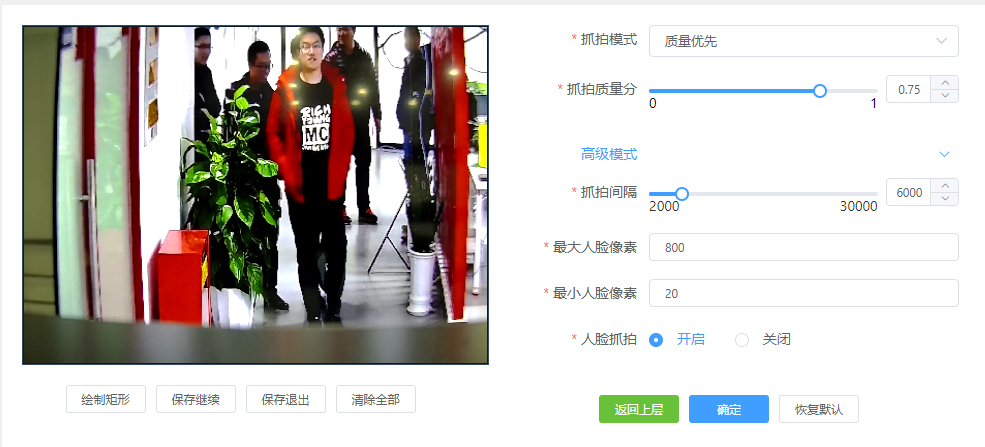 * 抓拍模式
质量优先
* 抓拍质量分
0
1
0.75
高级模式
* 抓拍间隔
2000
30000
6000
* 最大人脸像素
800
* 最小人脸像素
20
* 人脸抓拍
开启
关闭
MC
绘制矩形
保存继续
保存退出
清除全部
返回上层
确定
恢复默认